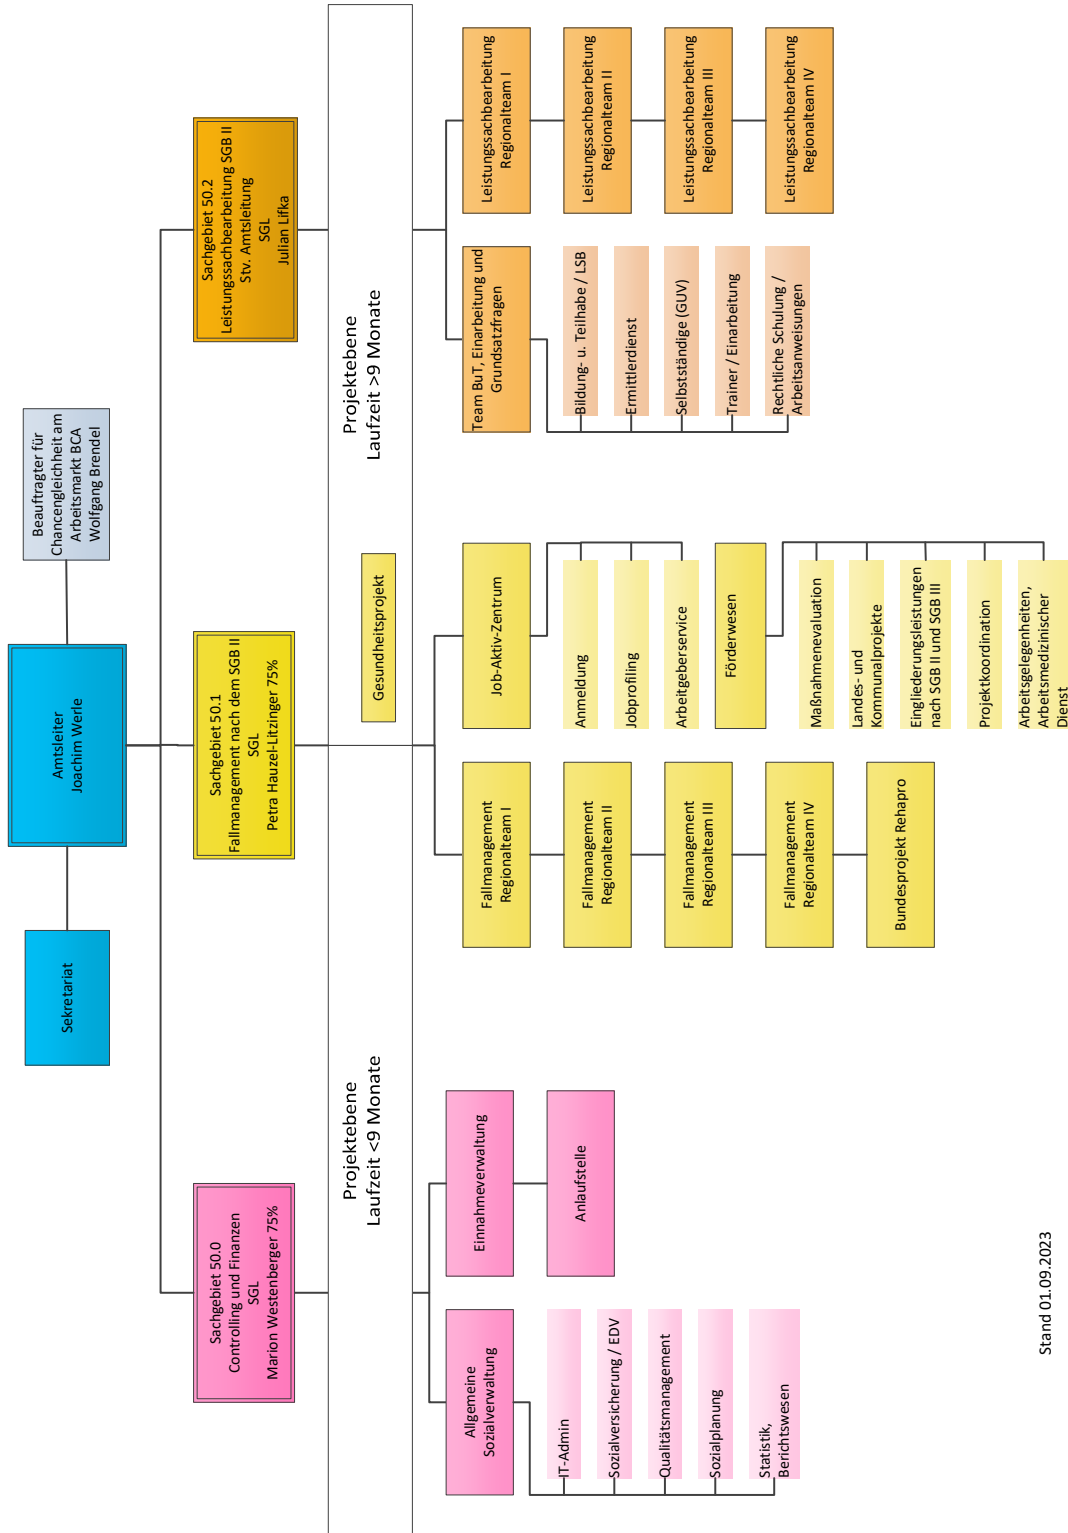 Sekretariat
Amtsleiter
Joachim Werle
Beauftragter für
Chancengleichheit am
Arbeitsmarkt BCA
Wolfgang Brendel
Sachgebiet 50.0
Controlling und Finanzen
SGL
Marion Westenberger 75%
Sachgebiet 50.1
Fallmanagement nach dem SGB II
SGL
Petra Hauzel-Litzinger 75%
Sachgebiet 50.2
Leistungssachbearbeitung SGB II
Stv. Amtsleitung
SGL
Julian Lifka
Projektebene
Laufzeit <9 Monate
Gesundheitsprojekt
Projektebene
Laufzeit >9 Monate
Allgemeine
Sozialverwaltung
IT-Admin
Sozialversicherung / EDV
Qualitätsmanagement
Sozialplanung
Statistik,
Berichtswesen
Einnahmeverwaltung
Anlaufstelle
Fallmanagement
Regionalteam I
Fallmanagement
Regionalteam II
Fallmanagement
Regionalteam III
Fallmanagement
Regionalteam IV
Bundesprojekt Rehapro
Job-Aktiv-Zentrum
Anmeldung
Jobprofiling
Arbeitgeberservice
Förderwesen
Maßnahmenevaluation
Landes- und
Kommunalprojekte
Eingliederungsleistungen
nach SGB II und SGB III
Projektkoordination
Arbeitsgelegenheiten,
Arbeitsmedizinischer
Dienst
Team BuT, Einarbeitung und
Grundsatzfragen
Bildung- u. Teilhabe / LSB
Ermittlerdienst
Selbstständige (GUV)
Trainer / Einarbeitung
Rechtliche Schulung /
Arbeitsanweisungen
Leistungssachbearbeitung
Regionalteam I
Leistungssachbearbeitung
Regionalteam II
Leistungssachbearbeitung
Regionalteam III
Leistungssachbearbeitung
Regionalteam IV
Stand 01.09.2023